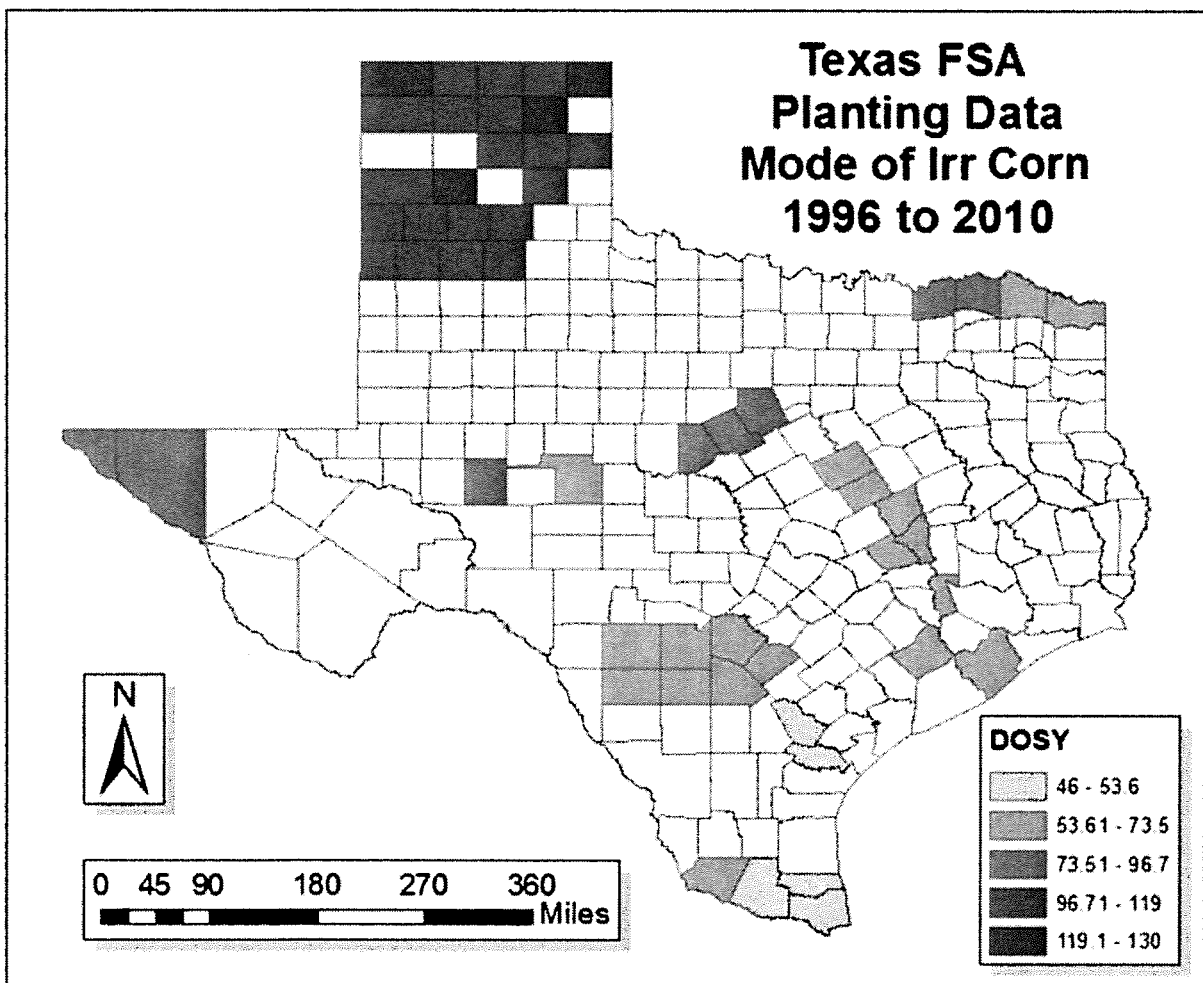 Texas FSA
Planting Data
Mode of Irr Corn
1996 to 2010
N
0 45 90 180 270 360
Miles
DOSY
46 - 53.6
53.61 - 73.5
73.51 - 96.7
96.71 - 119
119.1 - 130